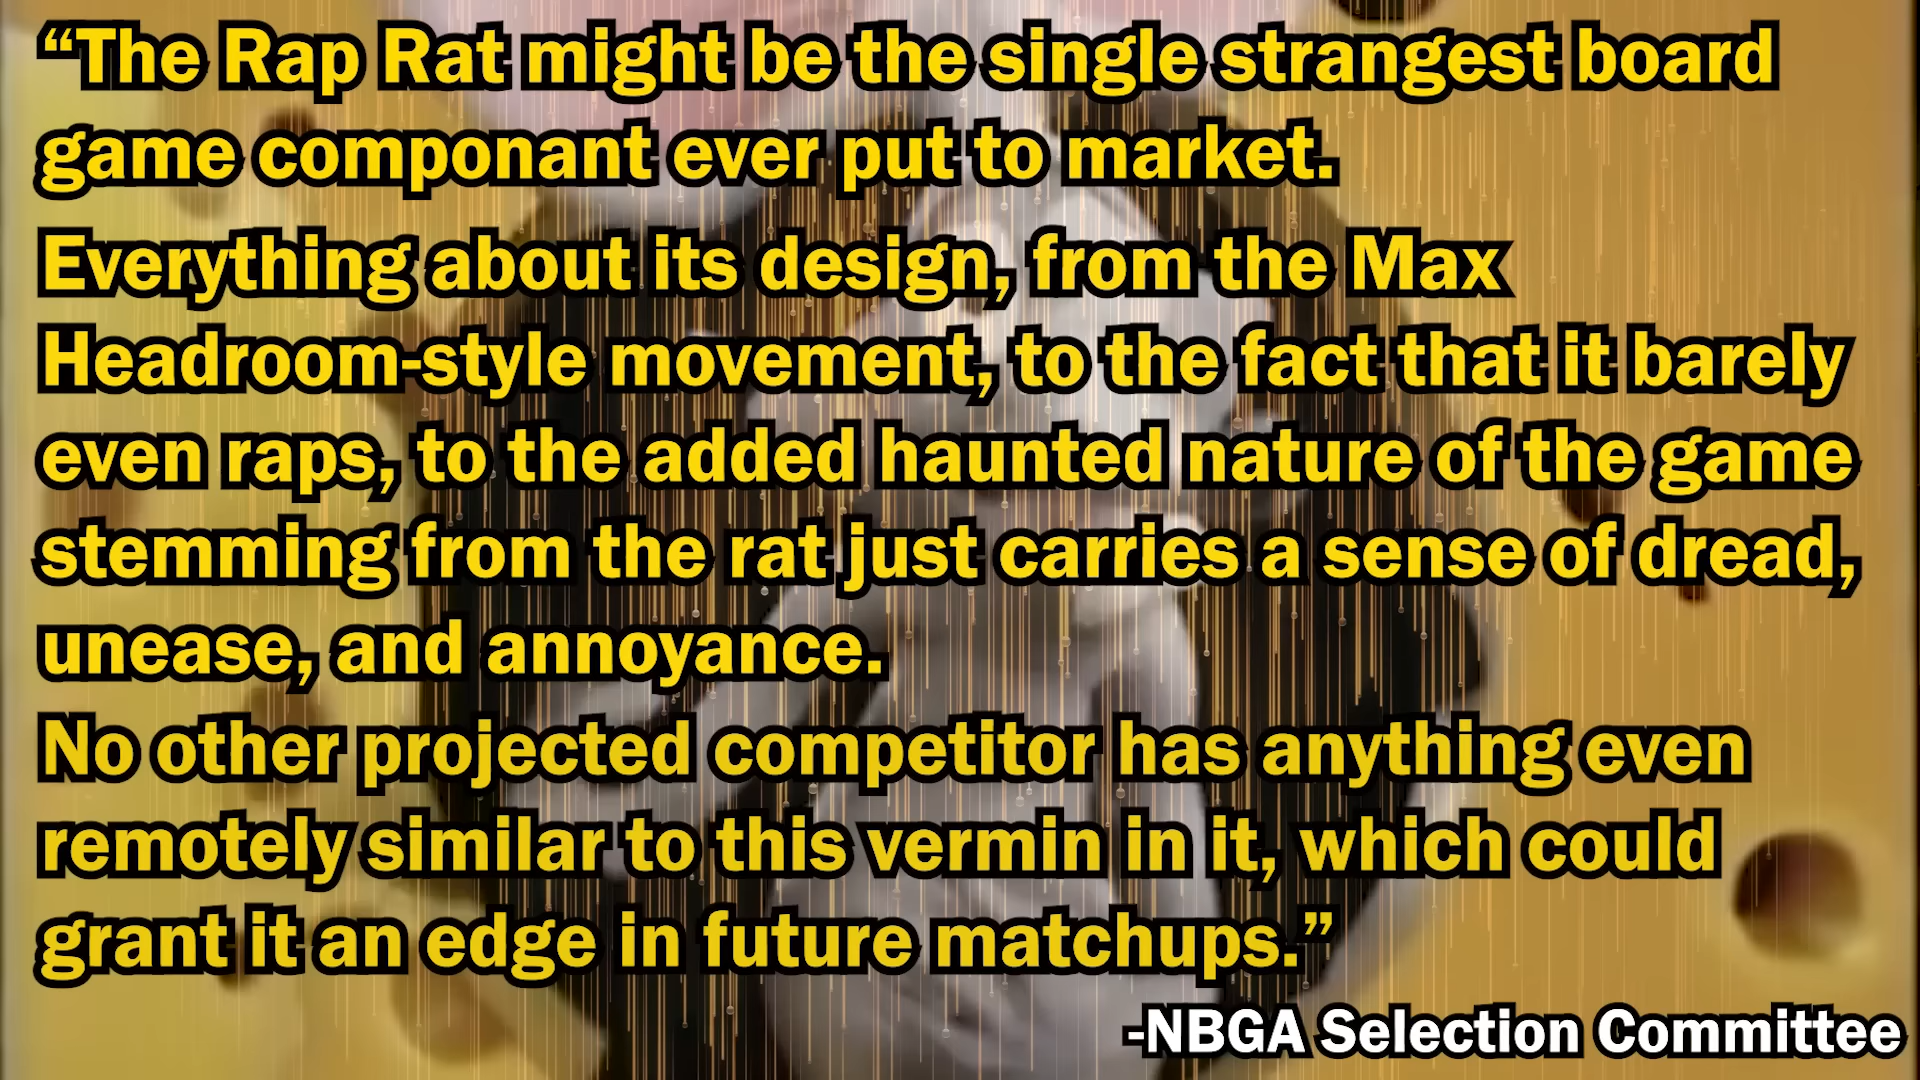 “The Rap Rat might be the single strangest board
game componant ever put to market.
Everything about its design, from the Max
Headroom-style movement, to the fact that it barely
even raps, to the added haunted nature of the game
stemming from the rat just carries a sense of dread,
unease, and annoyance.
No other projected competitor has anything even
remotely similar to this vermin in it, which could
grant it an edge in future matchups.”
-NBGA Selection Committee